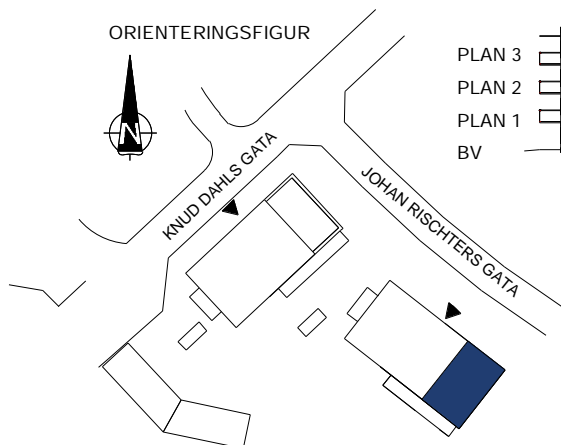 ORIENTERINGSFIGUR
N
KNUD DAHLS GATA
JOHAN RISCHTERS GATA
PLAN 3
PLAN 2
PLAN 1
BV